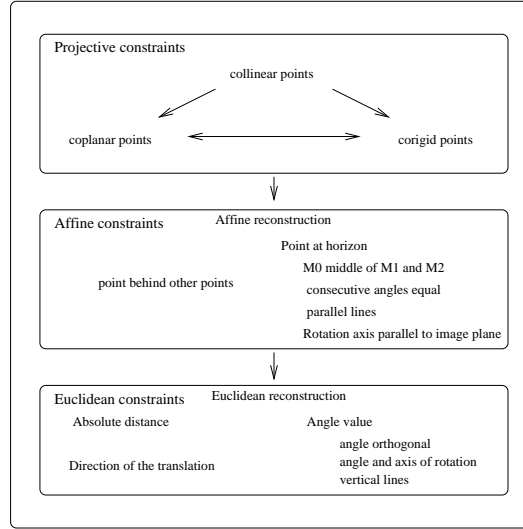 Projective constraints
collinear points
coplanar points
corigid points
Affine constraints
Affine reconstruction
Point at horizon
M0 middle of M1 and M2
point behind other points
consecutive angles equal
parallel lines
Rotation axis parallel to image plane
Euclidean constraints
Euclidean reconstruction
Absolute distance
Angle value
angle orthogonal
Direction of the translation
angle and axis of rotation
vertical lines